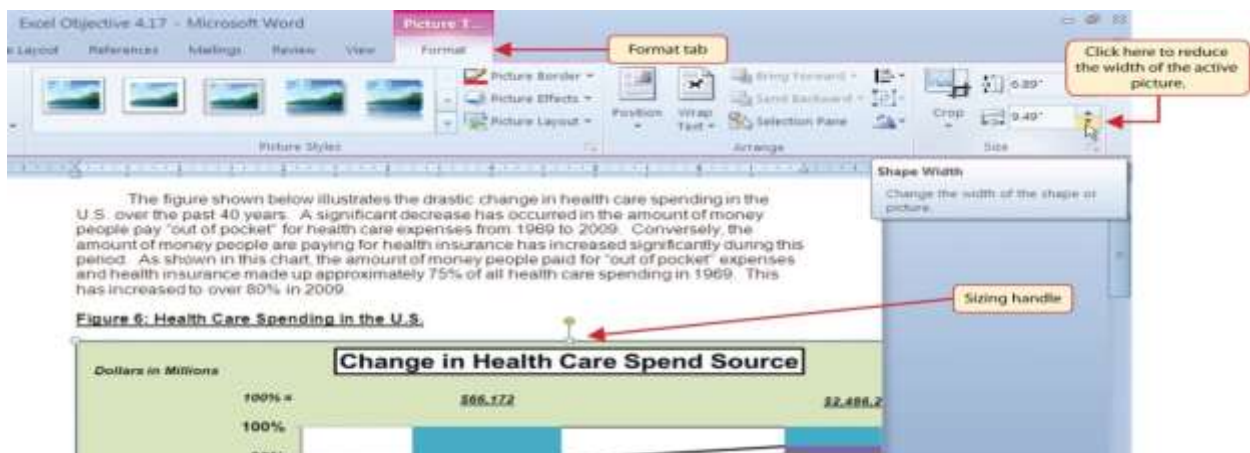 Excel Objective 4.17 - Microsoft Word
Picture T...
e Layout References Mailings Review View Format
Format tab
Click here to reduce
the width of the active
picture.
Picture Border
Picture Effects
Picture Layout
Picture Styles
Position
Wrap
Text
Bring Forward
Send Backward
Selection Pane
Arrange
Crop
6.89"
9.49"
Size
Shape Width
Change the width of the shape or
picture.
The figure shown below illustrates the drastic change in health care spending in the
U.S. over the past 40 years. A significant decrease has occurred in the amount of money
people pay "out of pocket" for health care expenses from 1969 to 2009. Conversely, the
amount of money people are paying for health insurance has increased significantly during this
period. As shown in this chart, the amount of money people paid for "out of pocket" expenses
and health insurance made up approximately 75% of all health care spending in 1969. This
has increased to over 80% in 2009.
Sizing handle
Figure 6: Health Care Spending in the U.S.
Change in Health Care Spend Source
Dollars in Millions
100% = $66,172 $2,486,2
100%